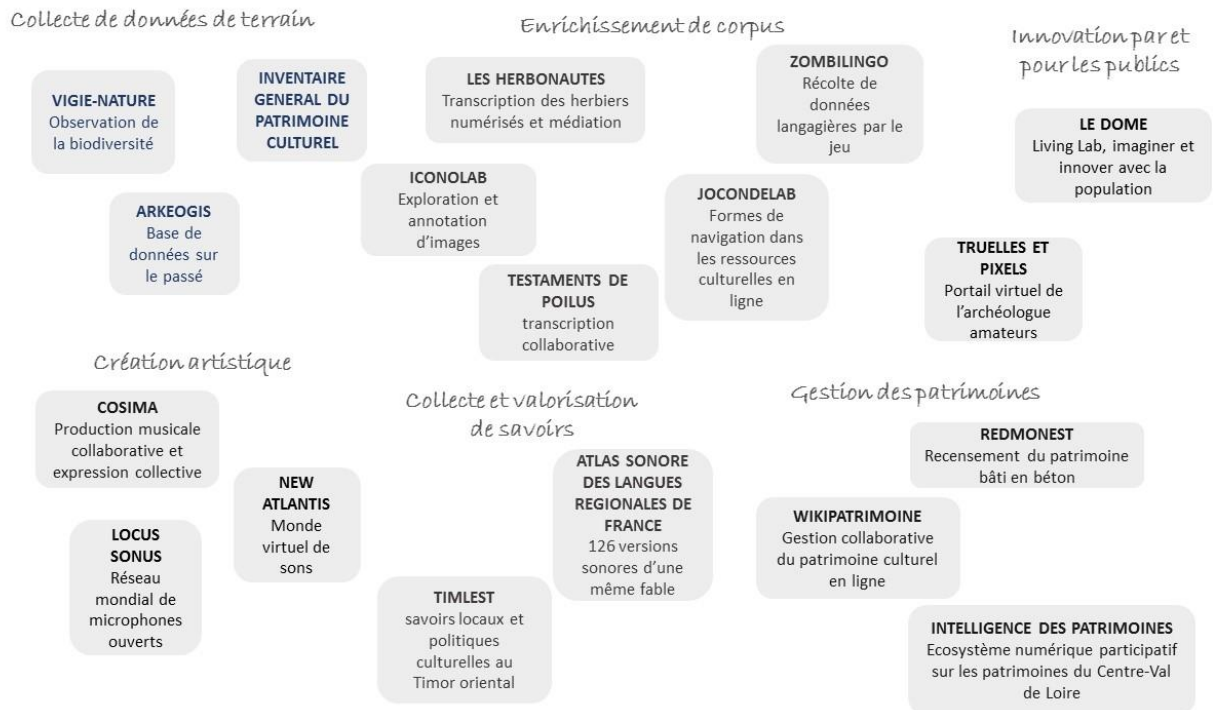 Collecte de données de terrain
VIGIE-NATURE
Observation de
la biodiversité
INVENTAIRE
GENERAL DU
PATRIMOINE
CULTUREL
ARKEOGIS
Base de
données sur
le passé
Enrichissement de corpus
LES HERBONAUTES
Transcription des herbiers
numérisés et médiation
ZOMBILINGO
Récolte de
données
langagières par le
jeu
ICONOLAB
Exploration et
annotation
d'images
JOCONDELAB
Formes de
navigation dans
les ressources
culturelles en
ligne
TESTAMENTS DE
POILUS
transcription
collaborative
Innovation par et
pour les publics
LE DOME
Living Lab, imaginer et
innover avec la
population
TRUELLES ET
PIXELS
Portail virtuel de
l'archéologue
amateurs
Création artistique
COSIMA
Production musicale
collaborative et
expression collective
NEW
ATLANTIS
Monde
virtuel de
sons
LOCUS
SONUS
Réseau
mondial de
microphones
ouverts
Collecte et valorisation
de savoirs
ATLAS SONORE
DES LANGUES
REGIONALES DE
FRANCE
126 versions
sonores d'une
même fable
TIMLEST
savoirs locaux et
politiques
culturelles au
Timor oriental
Gestion des patrimoines
REDMONEST
Recensement du patrimoine
bâti en béton
WIKIPATRIMOINE
Gestion collaborative
du patrimoine culturel
en ligne
INTELLIGENCE DES PATRIMOINES
Ecosystème numérique participatif
sur les patrimoines du Centre-Val
de Loire